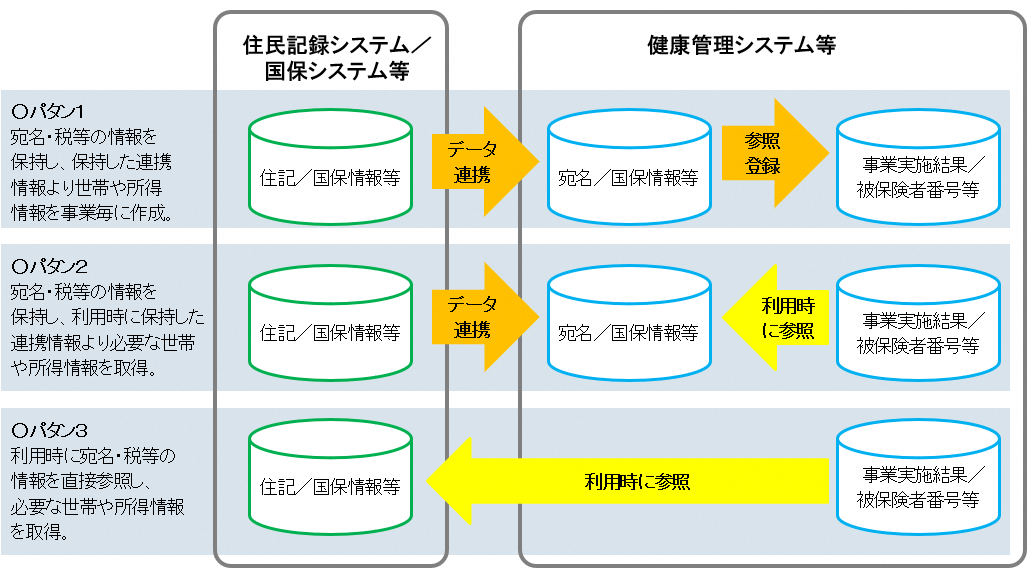 住民記録システム／
国保システム等
健康管理システム等
〇パタン１
宛名・税等の情報を
保持し、保持した連携
情報より世帯や所得
情報を事業毎に作成。
住記／国保情報等
データ
連携
宛名／国保情報等
参照
登録
事業実施結果／
被保険者番号等
〇パタン２
宛名・税等の情報を
保持し、利用時に保持した
連携情報より必要な世帯
や所得情報を取得。
住記／国保情報等
データ
連携
宛名／国保情報等
利用時
に参照
事業実施結果／
被保険者番号等
〇パタン３
利用時に宛名・税等の
情報を直接参照し、
必要な世帯や所得情報
を取得。
住記／国保情報等
利用時に参照
事業実施結果／
被保険者番号等